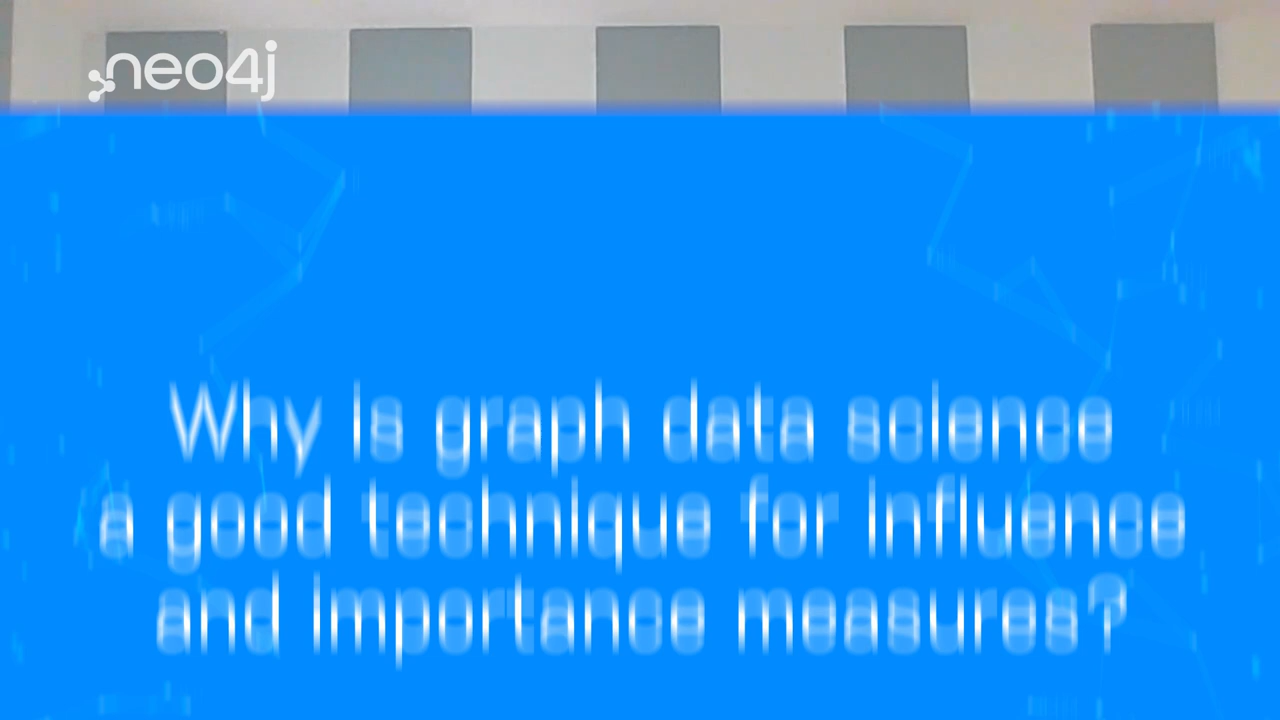 neo4j
Why is graph data science
a good technique for influence
and importance measures?